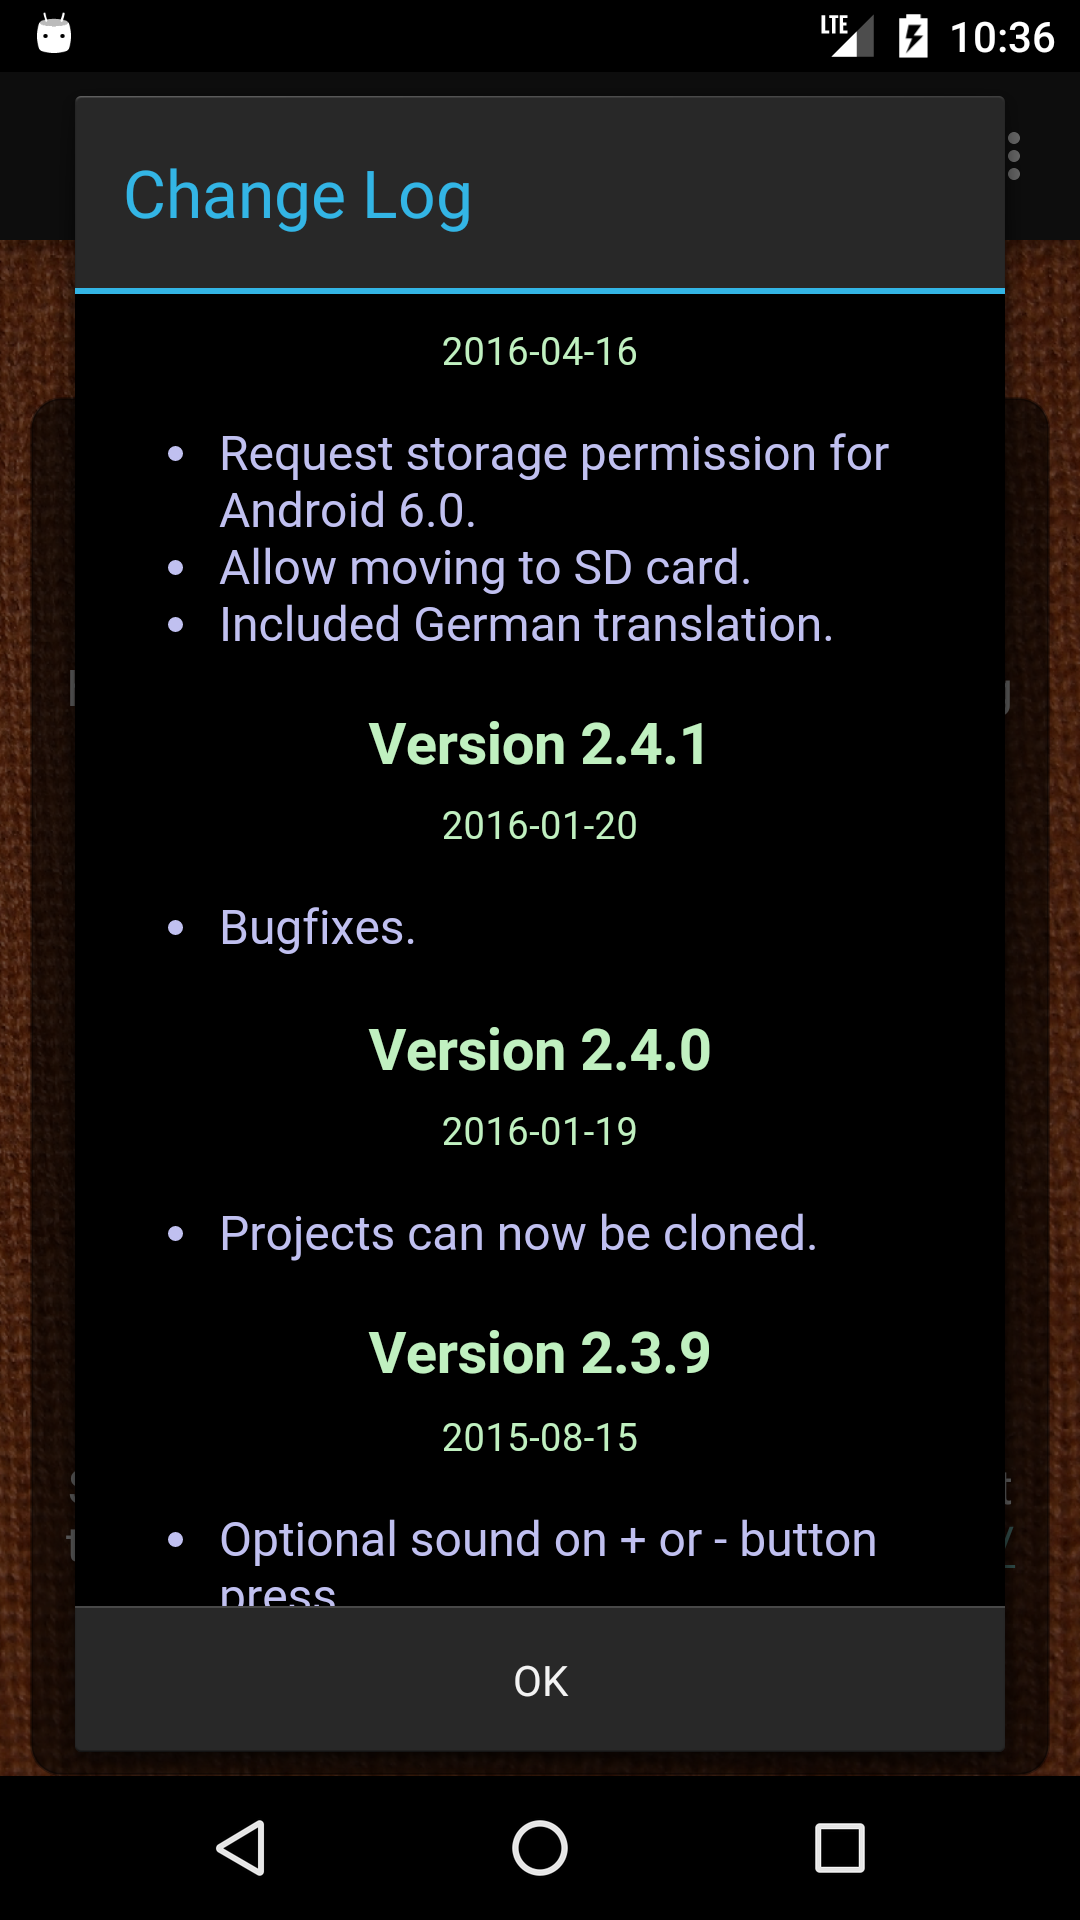 LTE 10:36
Change Log
2016-04-16
• Request storage permission for
Android 6.0.
• Allow moving to SD card.
• Included German translation.
Version 2.4.1
2016-01-20
• Bugfixes.
Version 2.4.0
2016-01-19
• Projects can now be cloned.
Version 2.3.9
2015-08-15
• Optional sound on + or - button
press
OK